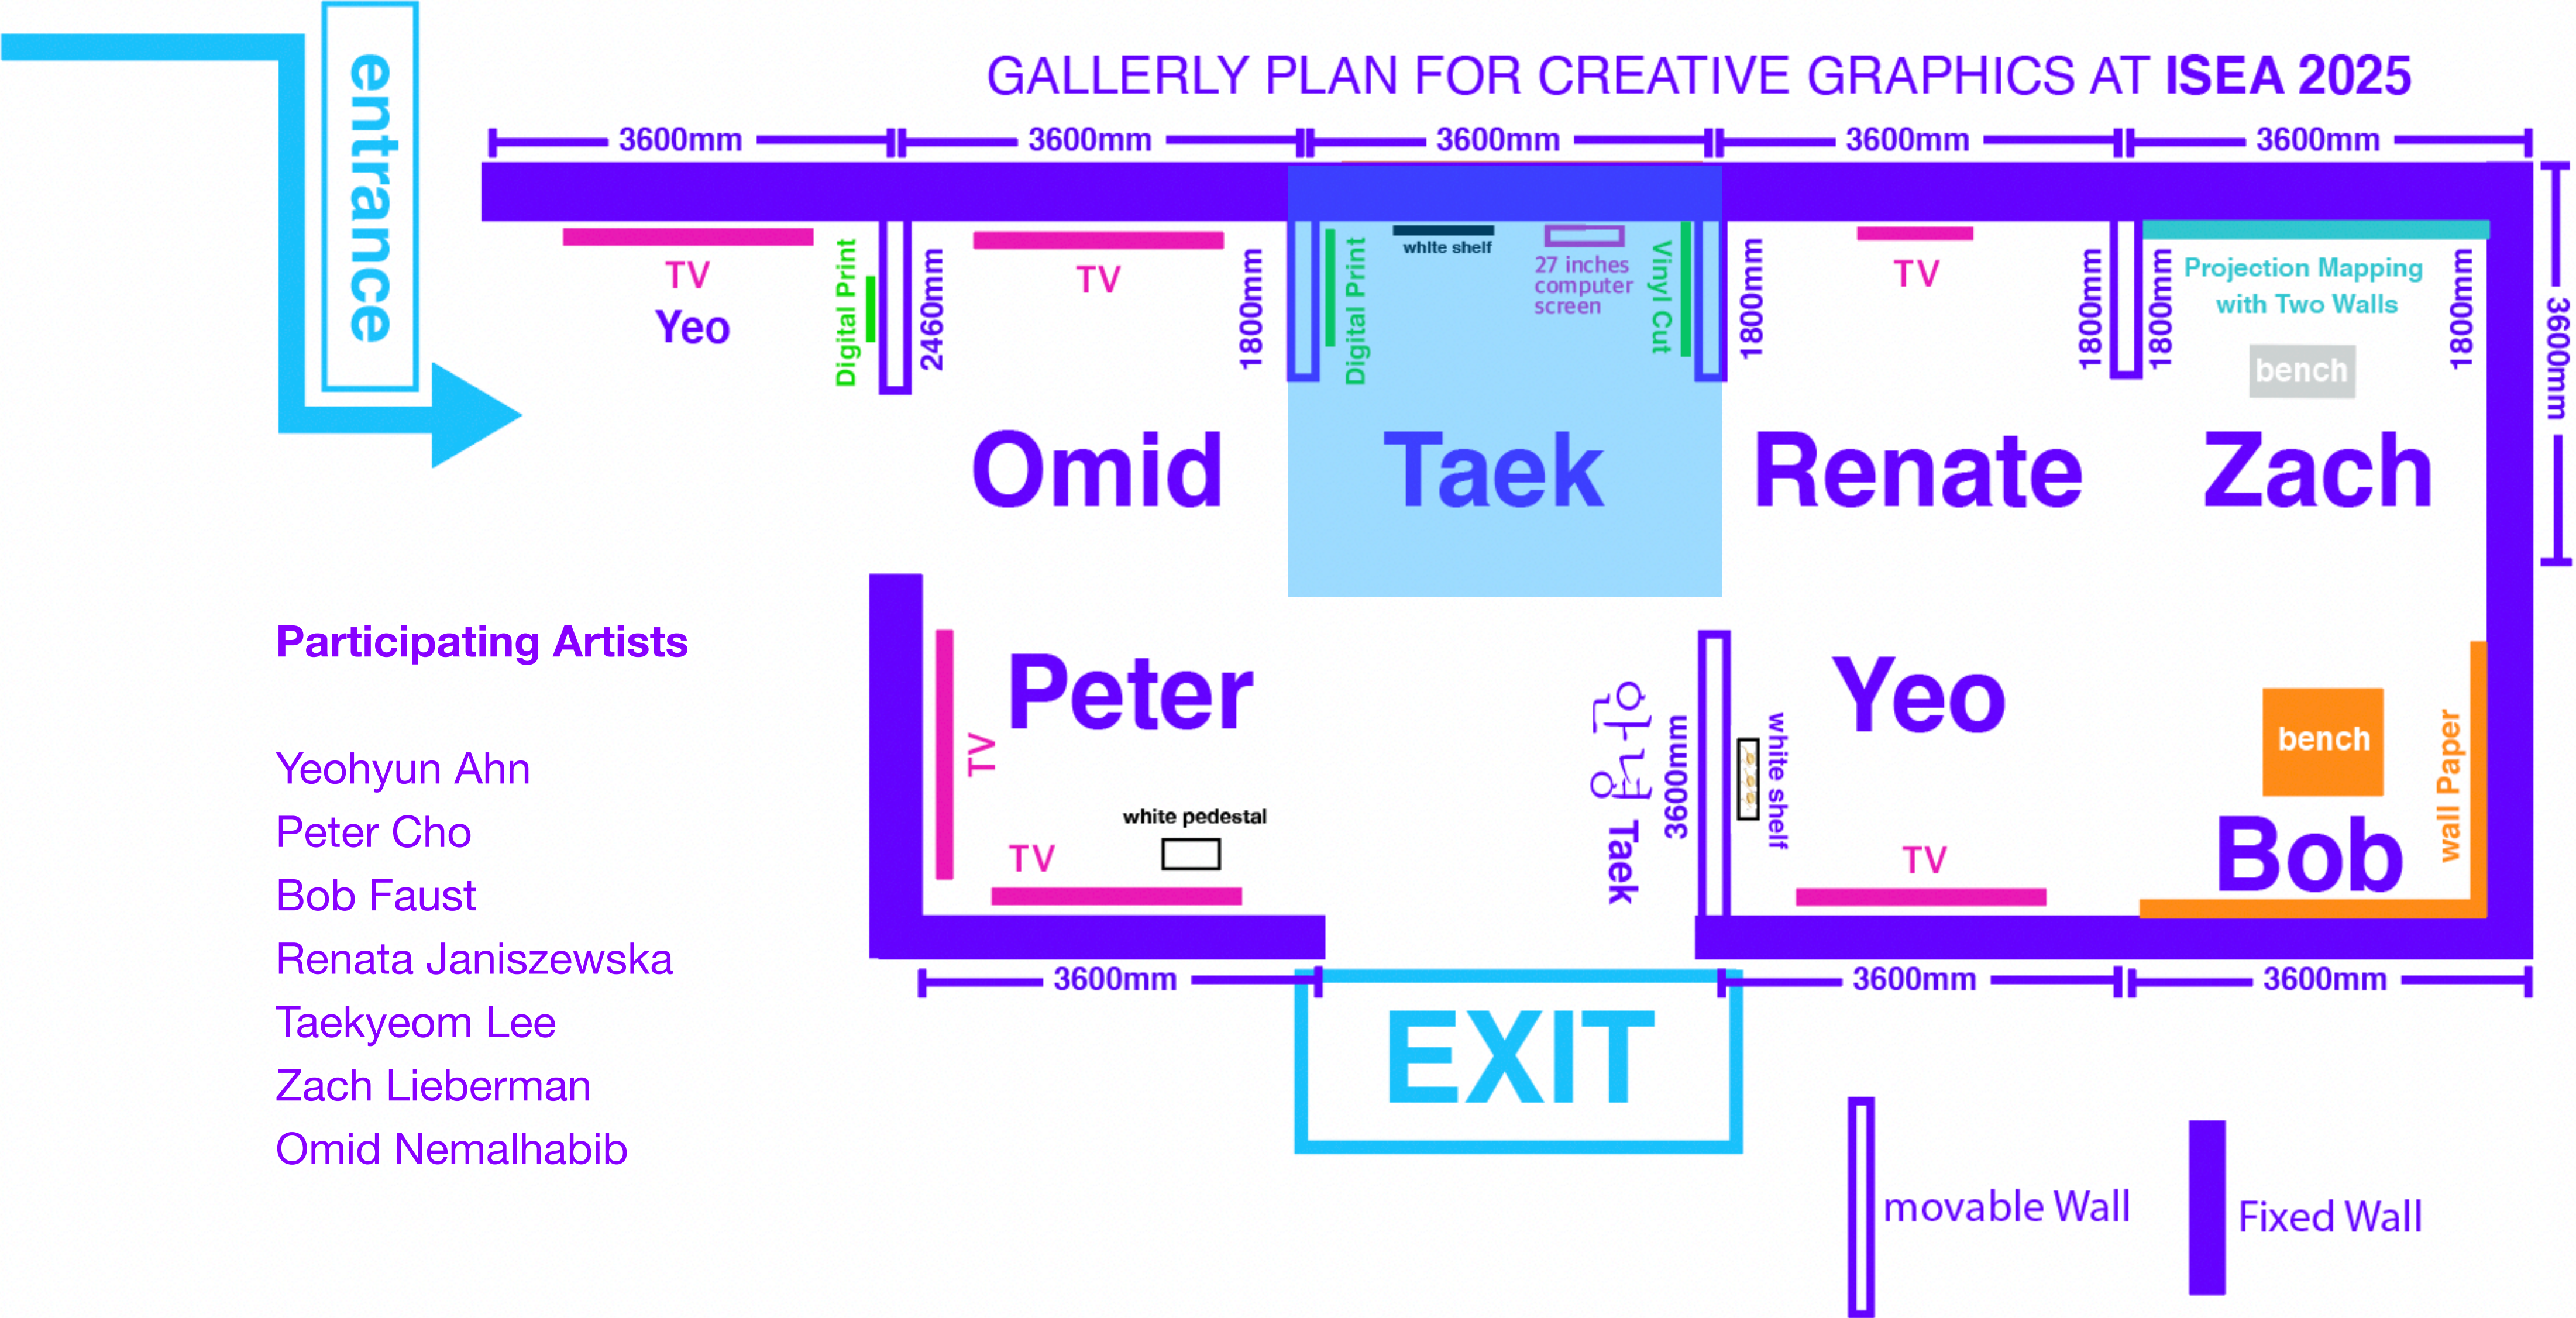 entrance
GALLERLY PLAN FOR CREATIVE GRAPHICS AT ISEA 2025
3600mm
3600mm
3600mm
3600mm
3600mm
TV
Yeo
Digital Print
2460mm
TV
1800mm
Omid
Digital Print
white shelf
27 inches
computer
screen
Vinyl Cut
Taek
1800mm
TV
1800mm
Renate
1800mm
Projection Mapping
with Two Walls
bench
1800mm
Zach
3600mm
Peter
TV
TV
white pedestal
안녕 Taek
3600mm
white shelf
Yeo
TV
bench
Bob
wall Paper
3600mm
3600mm
3600mm
EXIT
Participating Artists
Yeohyun Ahn
Peter Cho
Bob Faust
Renata Janiszewska
Taekyeom Lee
Zach Lieberman
Omid Nemalhabib
movable Wall
Fixed Wall